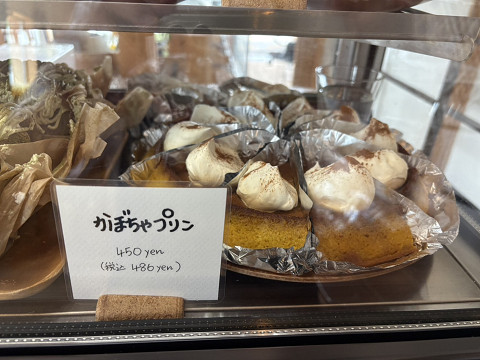 かぼちゃプリン
450 yen
(税込 486 yen)